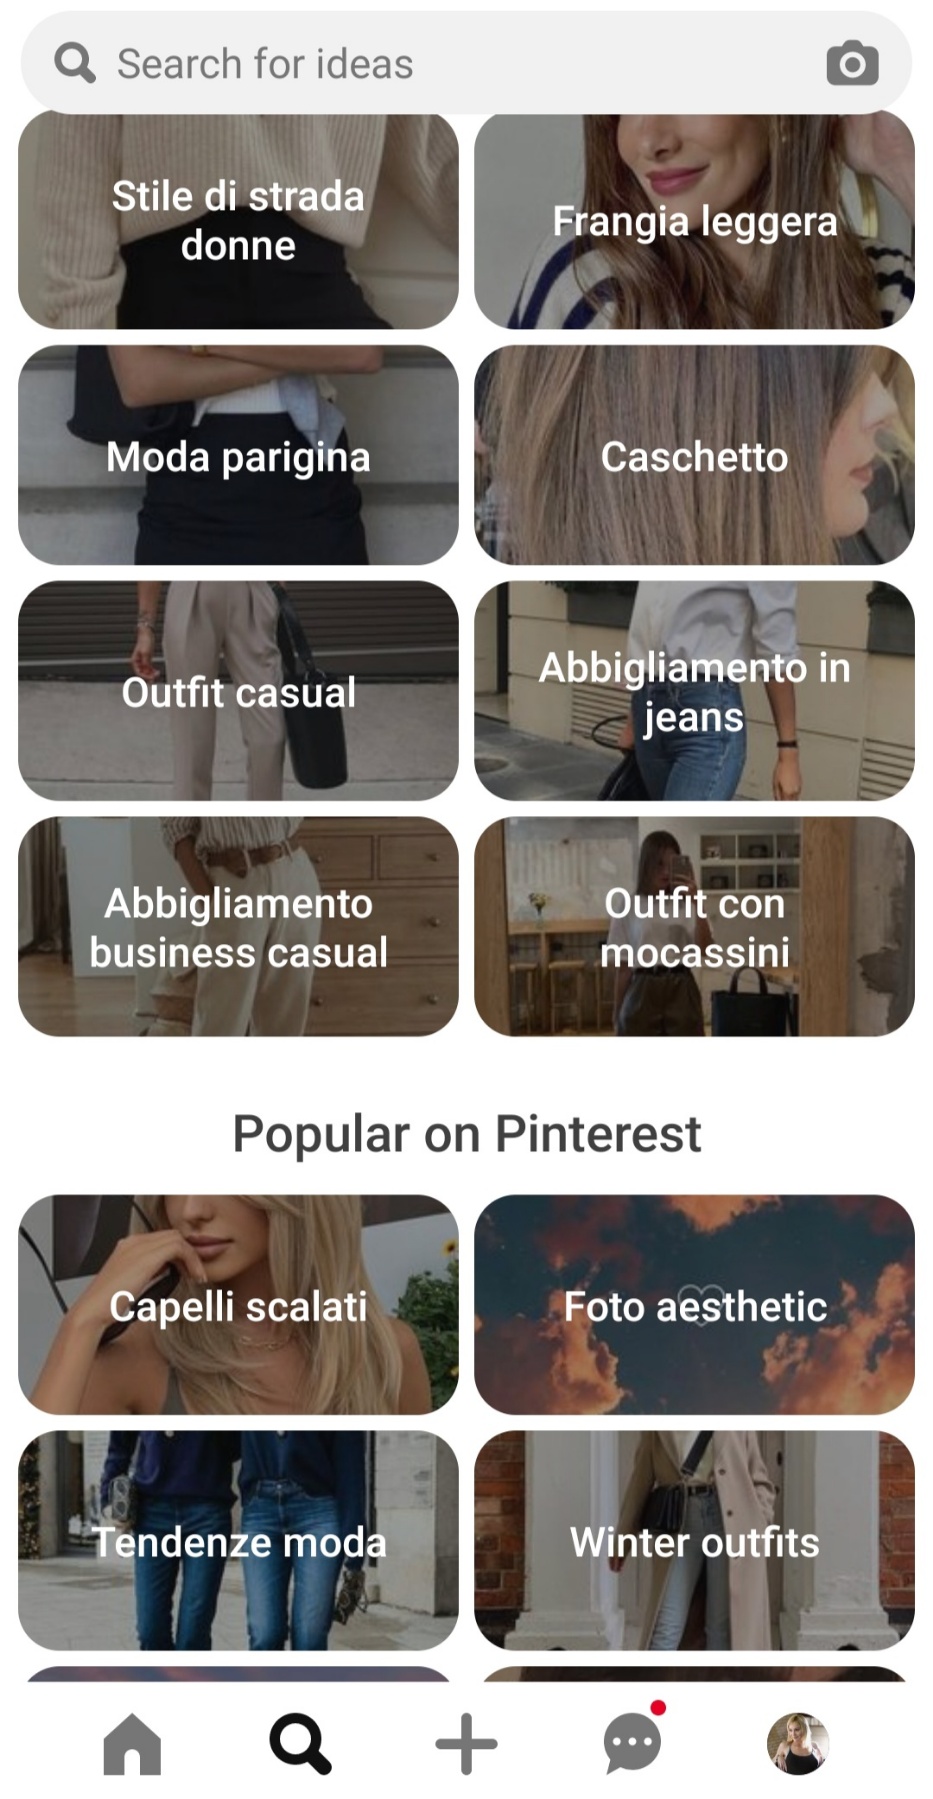 Search for ideas
Stile di strada
donne
Frangia leggera
Moda parigina
Caschetto
Outfit casual
Abbigliamento in
jeans
Abbigliamento
business casual
Outfit con
mocassini
Popular on Pinterest
Capelli scalati
Foto aesthetic
Tendenze moda
Winter outfits